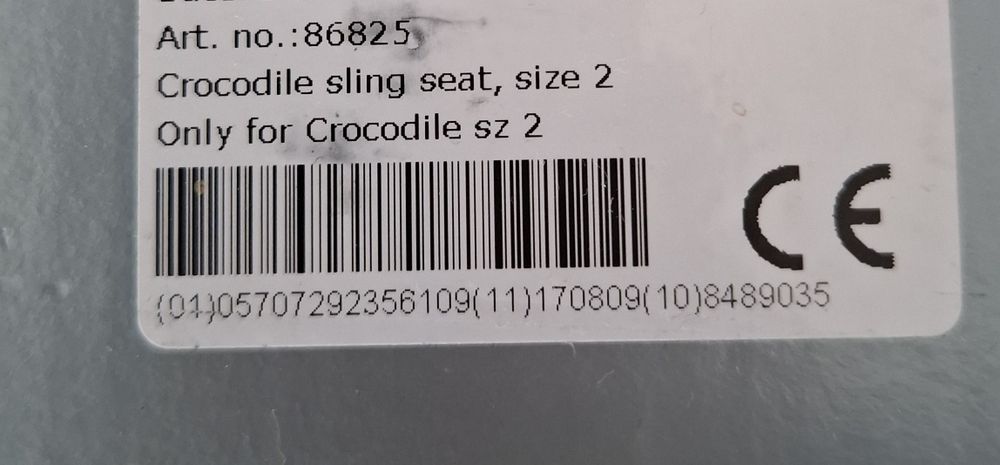 Art. no.:86825
Crocodile sling seat, size 2
Only for Crocodile sz 2
CE
(01)05707292356109(11)170809(10)8489035